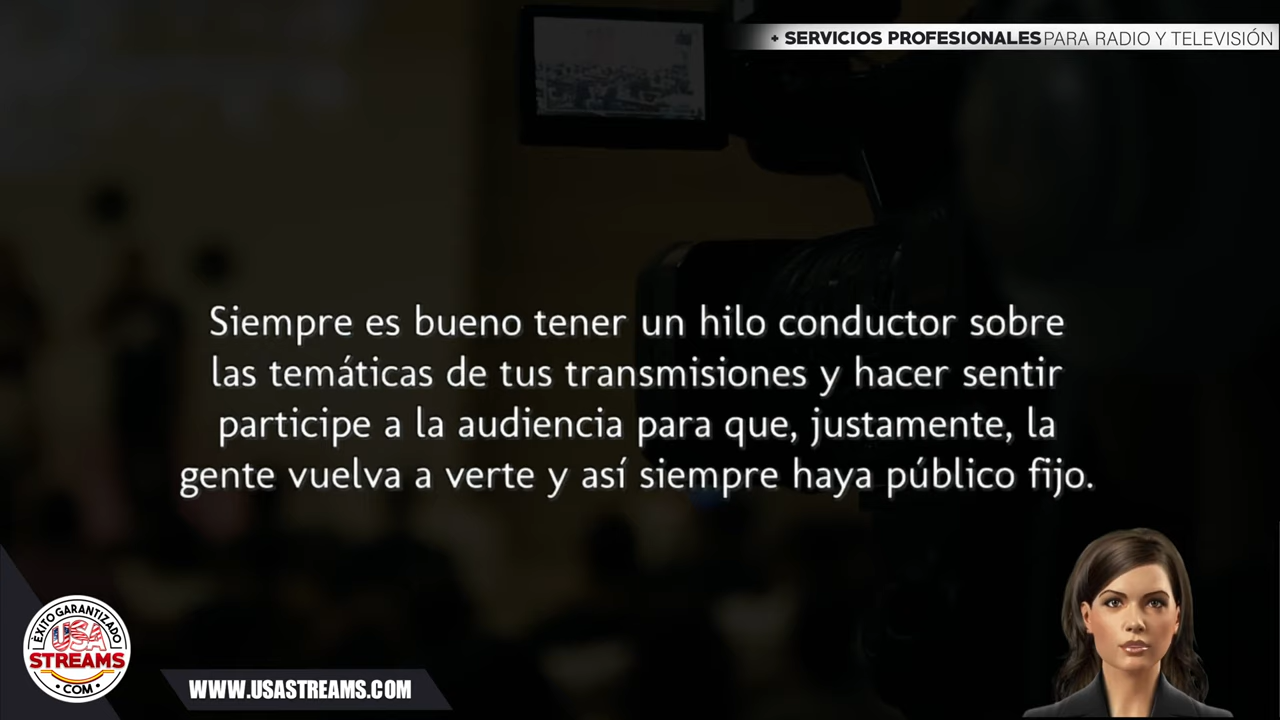 + SERVICIOS PROFESIONALES PARA RADIO Y TELEVISIÓN
Siempre es bueno tener un hilo conductor sobre
las temáticas de tus transmisiones y hacer sentir
participe a la audiencia para que, justamente, la
gente vuelva a verte y así siempre haya público fijo.
ÉXITO GARANTIZADO
USA
STREAMS
• COM •
WWW.USASTREAMS.COM